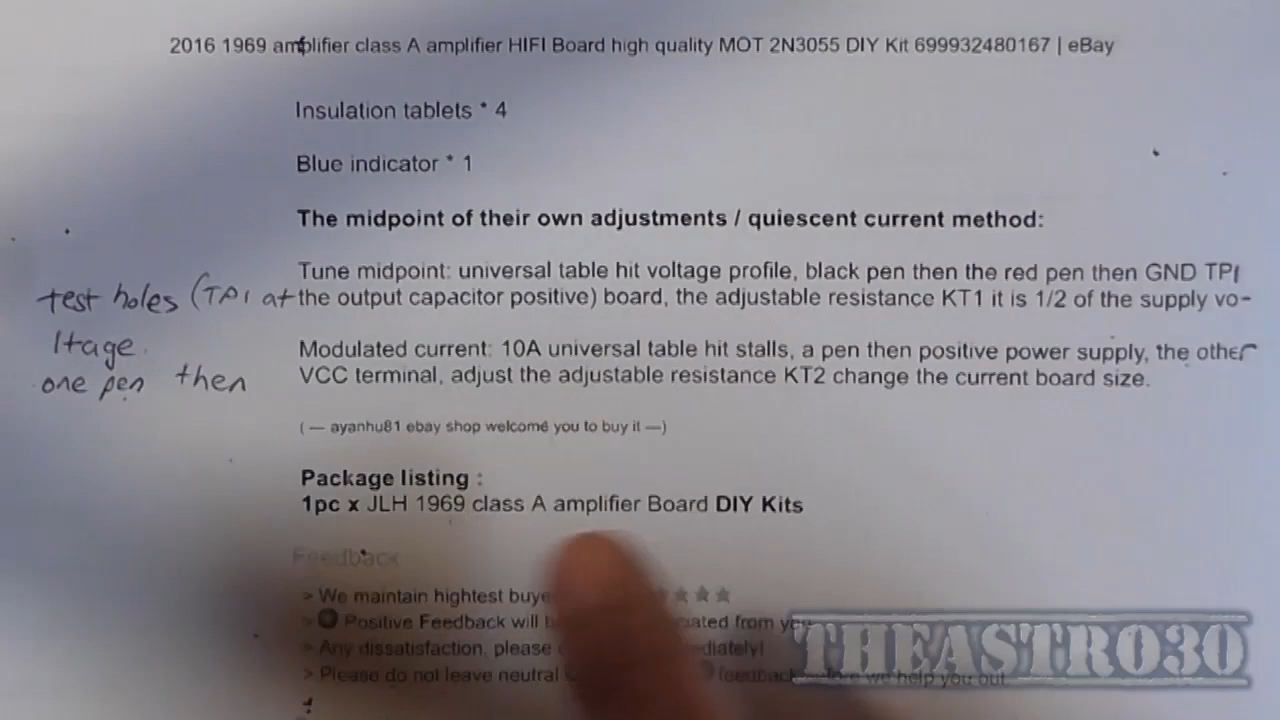 2016 1969 amplifier class A amplifier HIFI Board high quality MOT 2N3055 DIY Kit 699932480167 | eBay
Insulation tablets * 4
Blue indicator * 1
The midpoint of their own adjustments / quiescent current method:
Tune midpoint: universal table hit voltage profile, black pen then the red pen then GND TP1
test holes (TP1 at the output capacitor positive) board, the adjustable resistance KT1 it is 1/2 of the supply vo-
ltage.
Modulated current: 10A universal table hit stalls, a pen then positive power supply, the other
one pen then VCC terminal, adjust the adjustable resistance KT2 change the current board size.
( — ayanhu81 ebay shop welcome you to buy it —)
Package listing :
1pc x JLH 1969 class A amplifier Board DIY Kits
Feedback
> We maintain hightest buye
> Positive Feedback will
> Any dissatisfaction, please
> Please do not leave neutral feedback we help you out
THEASTRO30